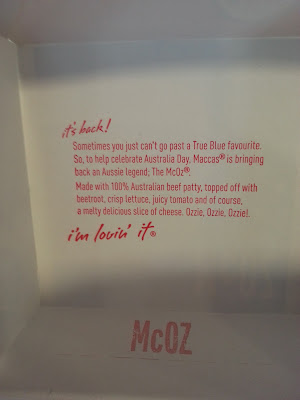 it's back!
Sometimes you just can't go past a True Blue favourite.
So, to help celebrate Australia Day, Maccas® is bringing
back an Aussie legend; The McOz®.
Made with 100% Australian beef patty, topped off with
beetroot, crisp lettuce, juicy tomato and of course,
a melty delicious slice of cheese. Ozzie, Ozzie, Ozzie!.
i'm lovin' it®
McOZ